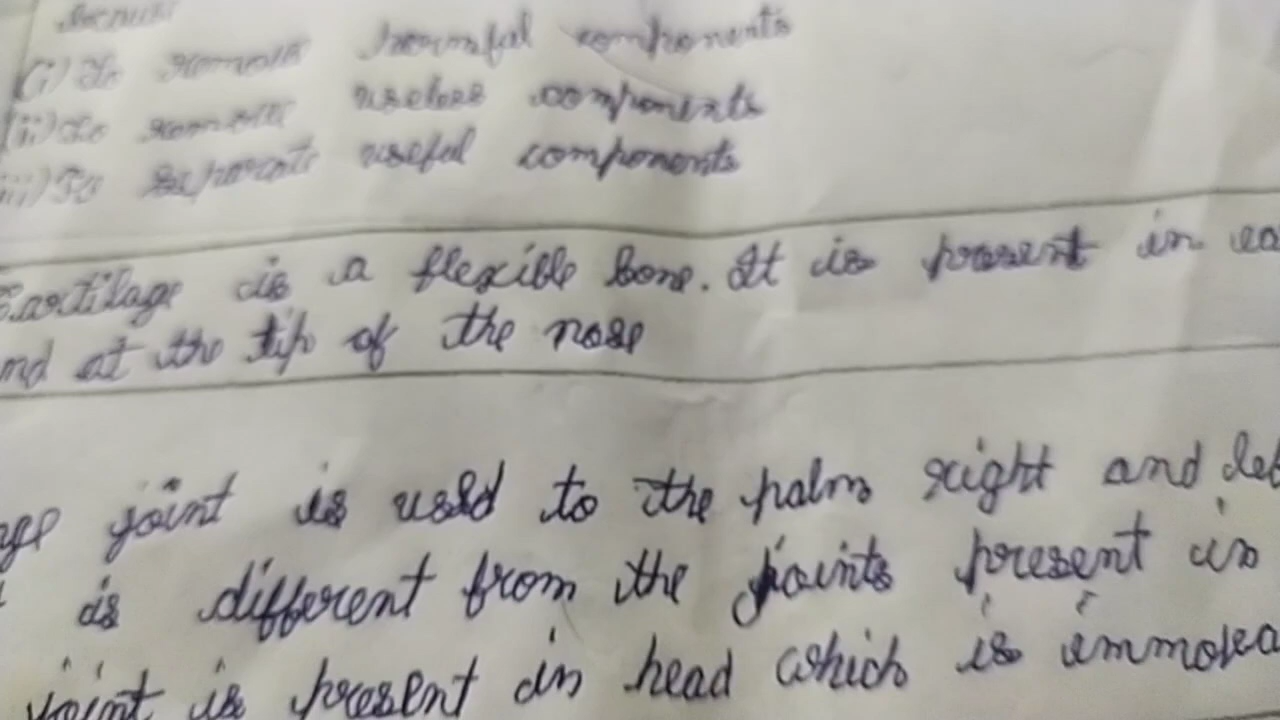 (i) To remove harmful components
(ii) To remove useless components
iii) To separate useful components
Cartilage is a flexible bone. It is present in ea
nd at the tip of the nose
joint is used to the palm right and lef
is different from the joints present in
joint is present in head which is immovea